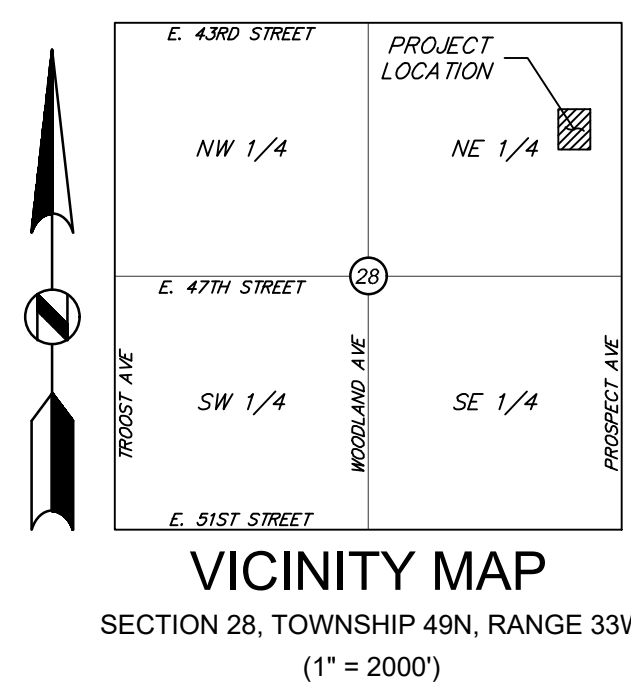 E. 43RD STREET
PROJECT
LOCATION
NW 1/4
NE 1/4
28
E. 47TH STREET
N
TROOST AVE
SW 1/4
WOODLAND AVE
SE 1/4
PROSPECT AVE
E. 51ST STREET
VICINITY MAP
SECTION 28, TOWNSHIP 49N, RANGE 33W
(1" = 2000')